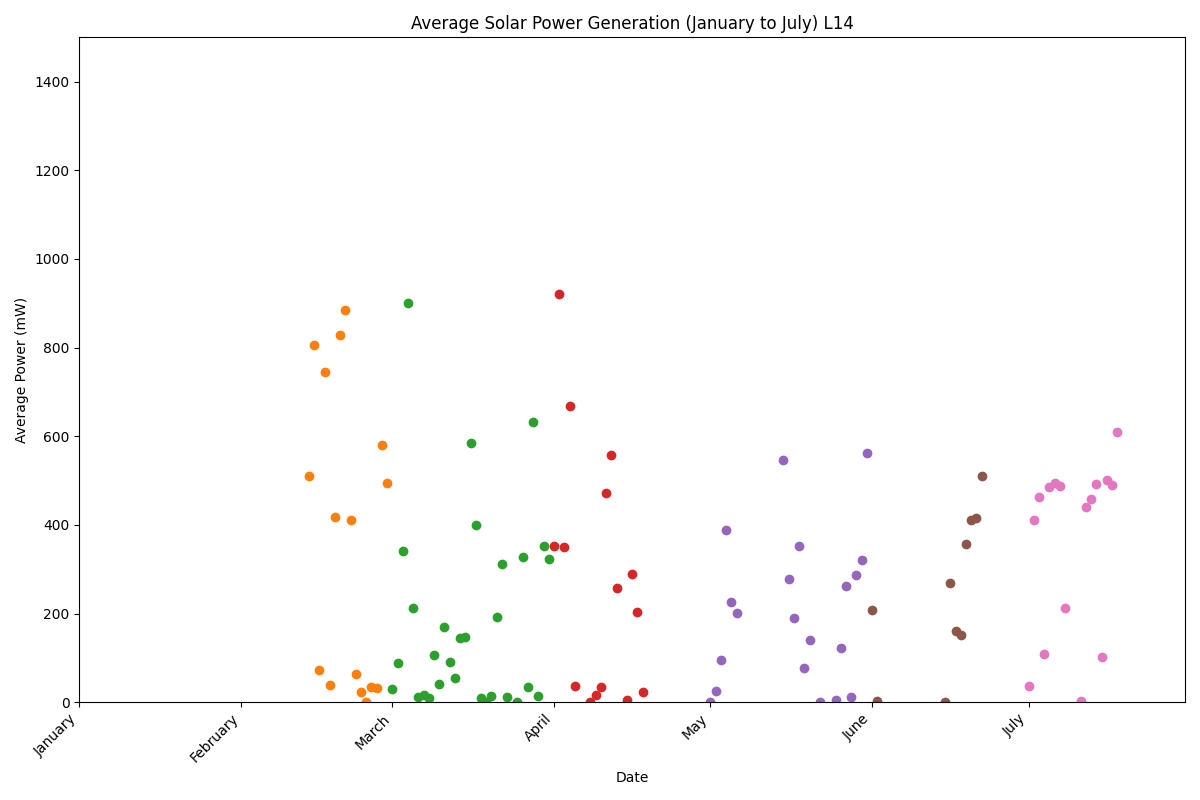 Average Solar Power Generation (January to July) L14
Average Power (mW)
1400
1200
1000
800
600
400
200
0
January
February
March
April
May
June
July
Date